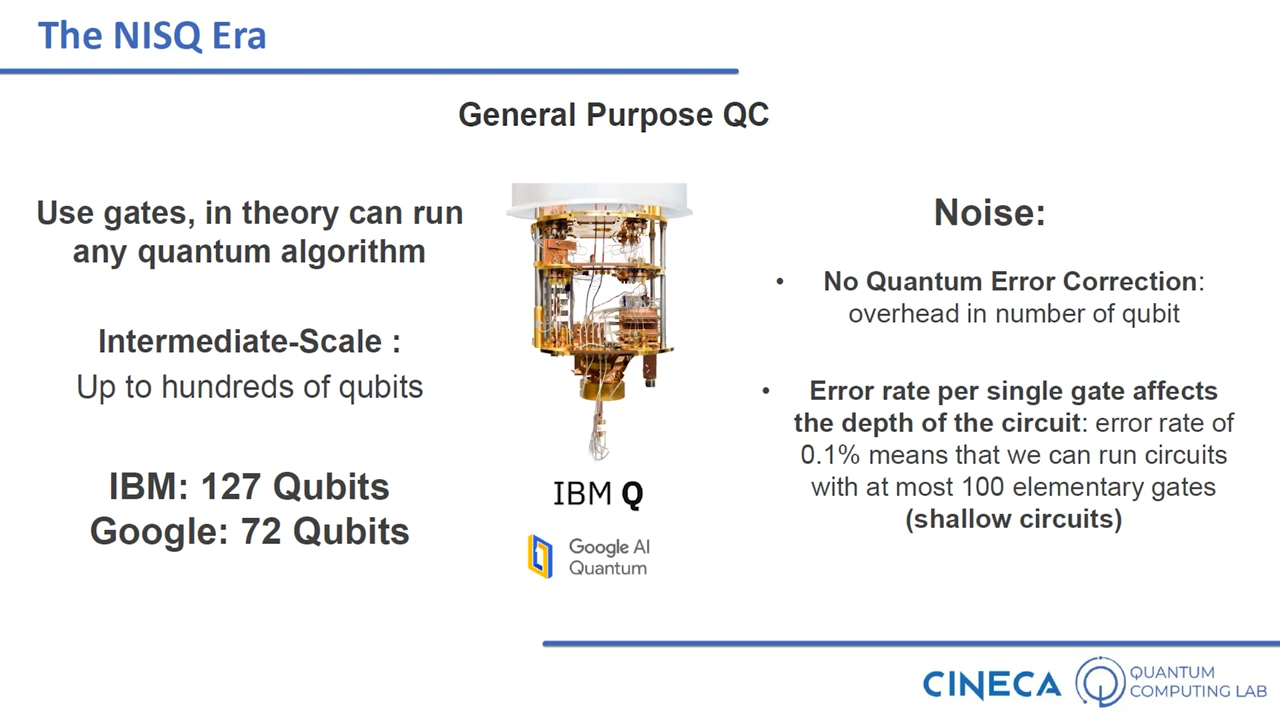 The NISQ Era
General Purpose QC
Use gates, in theory can run
any quantum algorithm
Intermediate-Scale :
Up to hundreds of qubits
IBM: 127 Qubits
Google: 72 Qubits
IBM Q
Google AI
Quantum
Noise:
• No Quantum Error Correction:
overhead in number of qubit
• Error rate per single gate affects
the depth of the circuit: error rate of
0.1% means that we can run circuits
with at most 100 elementary gates
(shallow circuits)
CINECA
QUANTUM
COMPUTING LAB